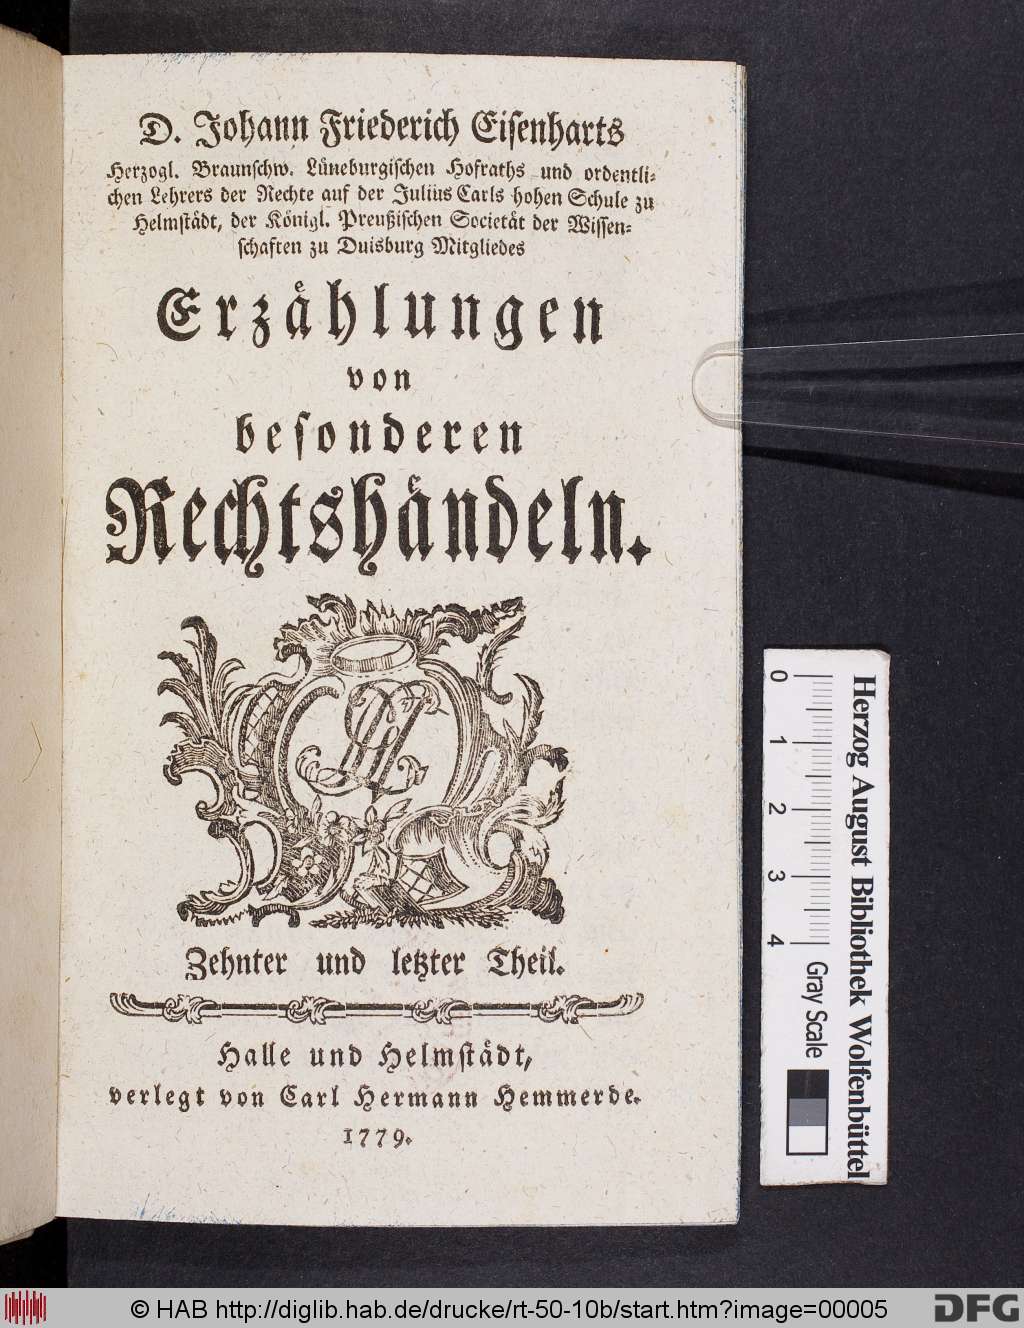 D. Johann Friederich Eiſenharts
Herzogl. Braunſchw. Lüneburgiſchen Hofraths und ordentli⸗
chen Lehrers der Rechte auf der Julius Carls hohen Schule zu
Helmſtädt, der Königl. Preußiſchen Societät der Wiſſen⸗
ſchaften zu Duisburg Mitgliedes
Erzählungen
von
beſonderen
Rechtshändeln.
Zehnter und letzter Theil.
Halle und Helmſtädt,
verlegt von Carl Hermann Hemmerde.
1779.
Herzog August Bibliothek Wolfenbüttel
0 1 2 3 4 Gray Scale
© HAB http://diglib.hab.de/drucke/rt-50-10b/start.htm?image=00005
DFG